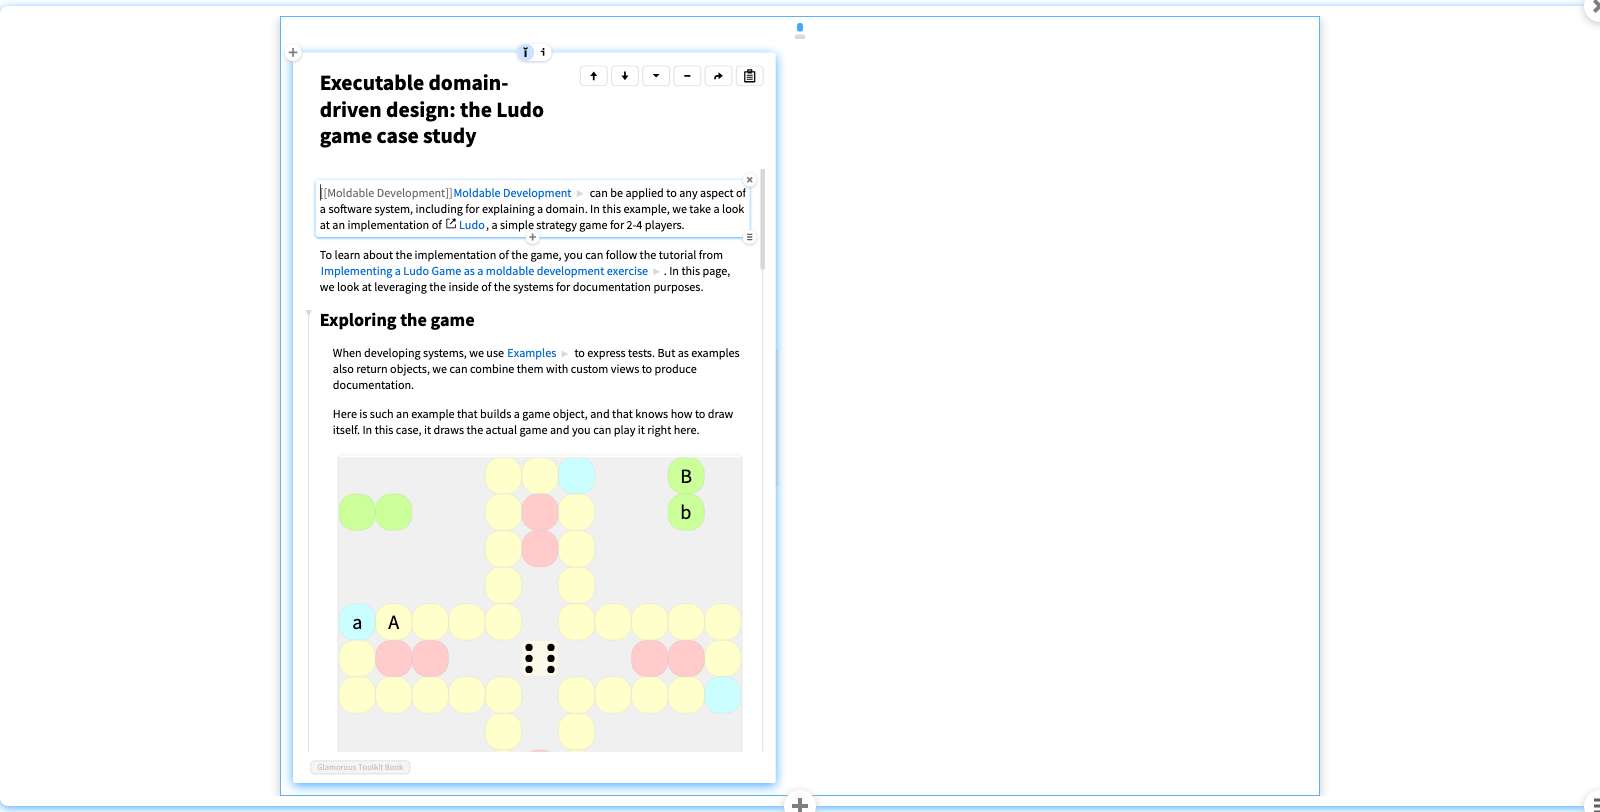 Executable domain-
driven design: the Ludo
game case study
[[Moldable Development]]Moldable Development ▸ can be applied to any aspect of
a software system, including for explaining a domain. In this example, we take a look
at an implementation of Ludo, a simple strategy game for 2-4 players.
To learn about the implementation of the game, you can follow the tutorial from
Implementing a Ludo Game as a moldable development exercise ▸ . In this page,
we look at leveraging the inside of the systems for documentation purposes.
Exploring the game
When developing systems, we use Examples ▸ to express tests. But as examples
also return objects, we can combine them with custom views to produce
documentation.
Here is such an example that builds a game object, and that knows how to draw
itself. In this case, it draws the actual game and you can play it right here.
B
b
a A
Glamorous Toolkit Book